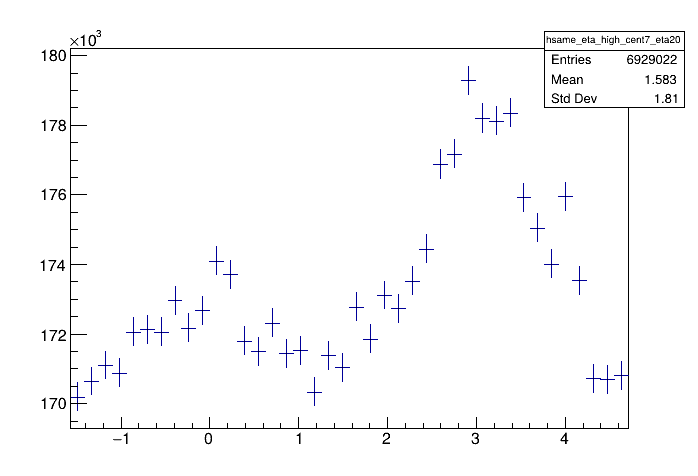 ×10³
hsame_eta_high_cent7_eta20
Entries 6929022
Mean 1.583
Std Dev 1.81
180
178
176
174
172
170
−1 0 1 2 3 4